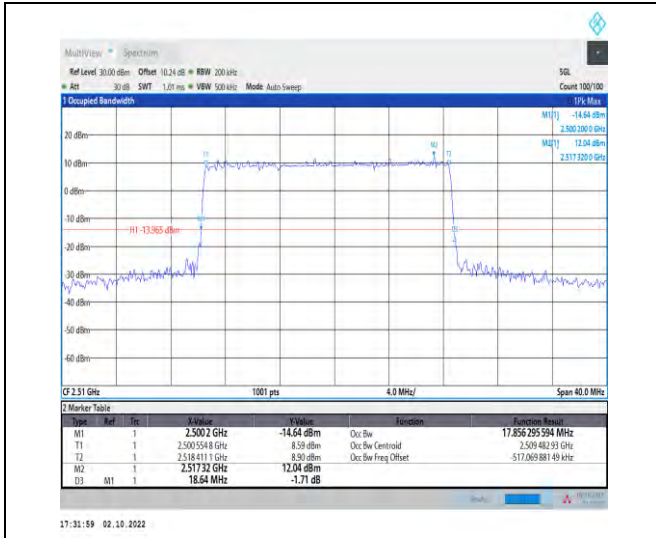 MultiView Spectrum
Ref Level 30.00 dBm Offset 10.24 dB RBW 200 kHz SGL
Att 30 dB SWT 1.01 ms VBW 500 kHz Mode Auto Sweep Count 100/100
1 Occupied Bandwidth 1Pk Max
M1[1] -14.64 dBm
2.500 200 0 GHz
M2[1] 12.04 dBm
2.517 320 0 GHz
20 dBm
10 dBm
T1 M2 T2
0 dBm
-10 dBm
H1 -13.965 dBm
-20 dBm
-30 dBm
-40 dBm
-50 dBm
-60 dBm
CF 2.51 GHz 1001 pts 4.0 MHz/ Span 40.0 MHz
2 Marker Table
Type Ref Trc X-Value Y-Value Function Function Result
M1 1 2.5002 GHz -14.64 dBm Occ Bw 17.856 295 594 MHz
T1 1 2.500 554 8 GHz 8.59 dBm Occ Bw Centroid 2.509 482 93 GHz
T2 1 2.518 411 1 GHz 8.90 dBm Occ Bw Freq Offset -517.069 881 49 kHz
M2 1 2.51732 GHz 12.04 dBm
D3 M1 1 18.64 MHz -1.71 dB
17:31:59 02.10.2022